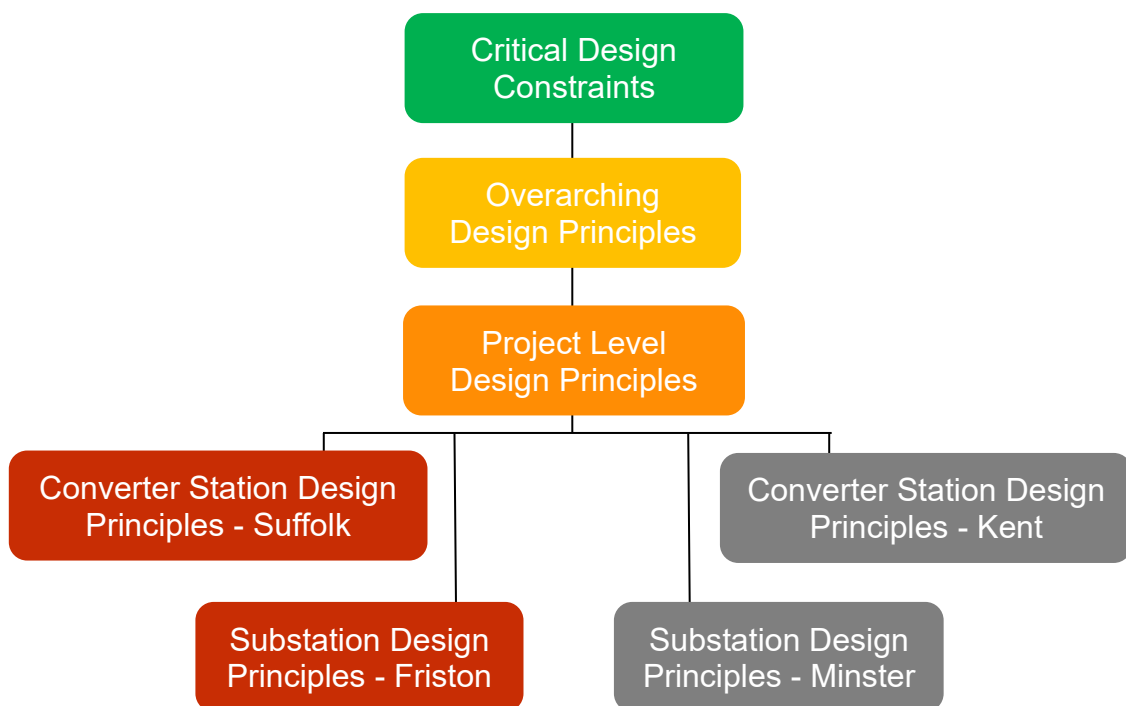 Critical Design
Constraints
Overarching
Design Principles
Project Level
Design Principles
Converter Station Design
Principles - Suffolk
Converter Station Design
Principles - Kent
Substation Design
Principles - Friston
Substation Design
Principles - Minster